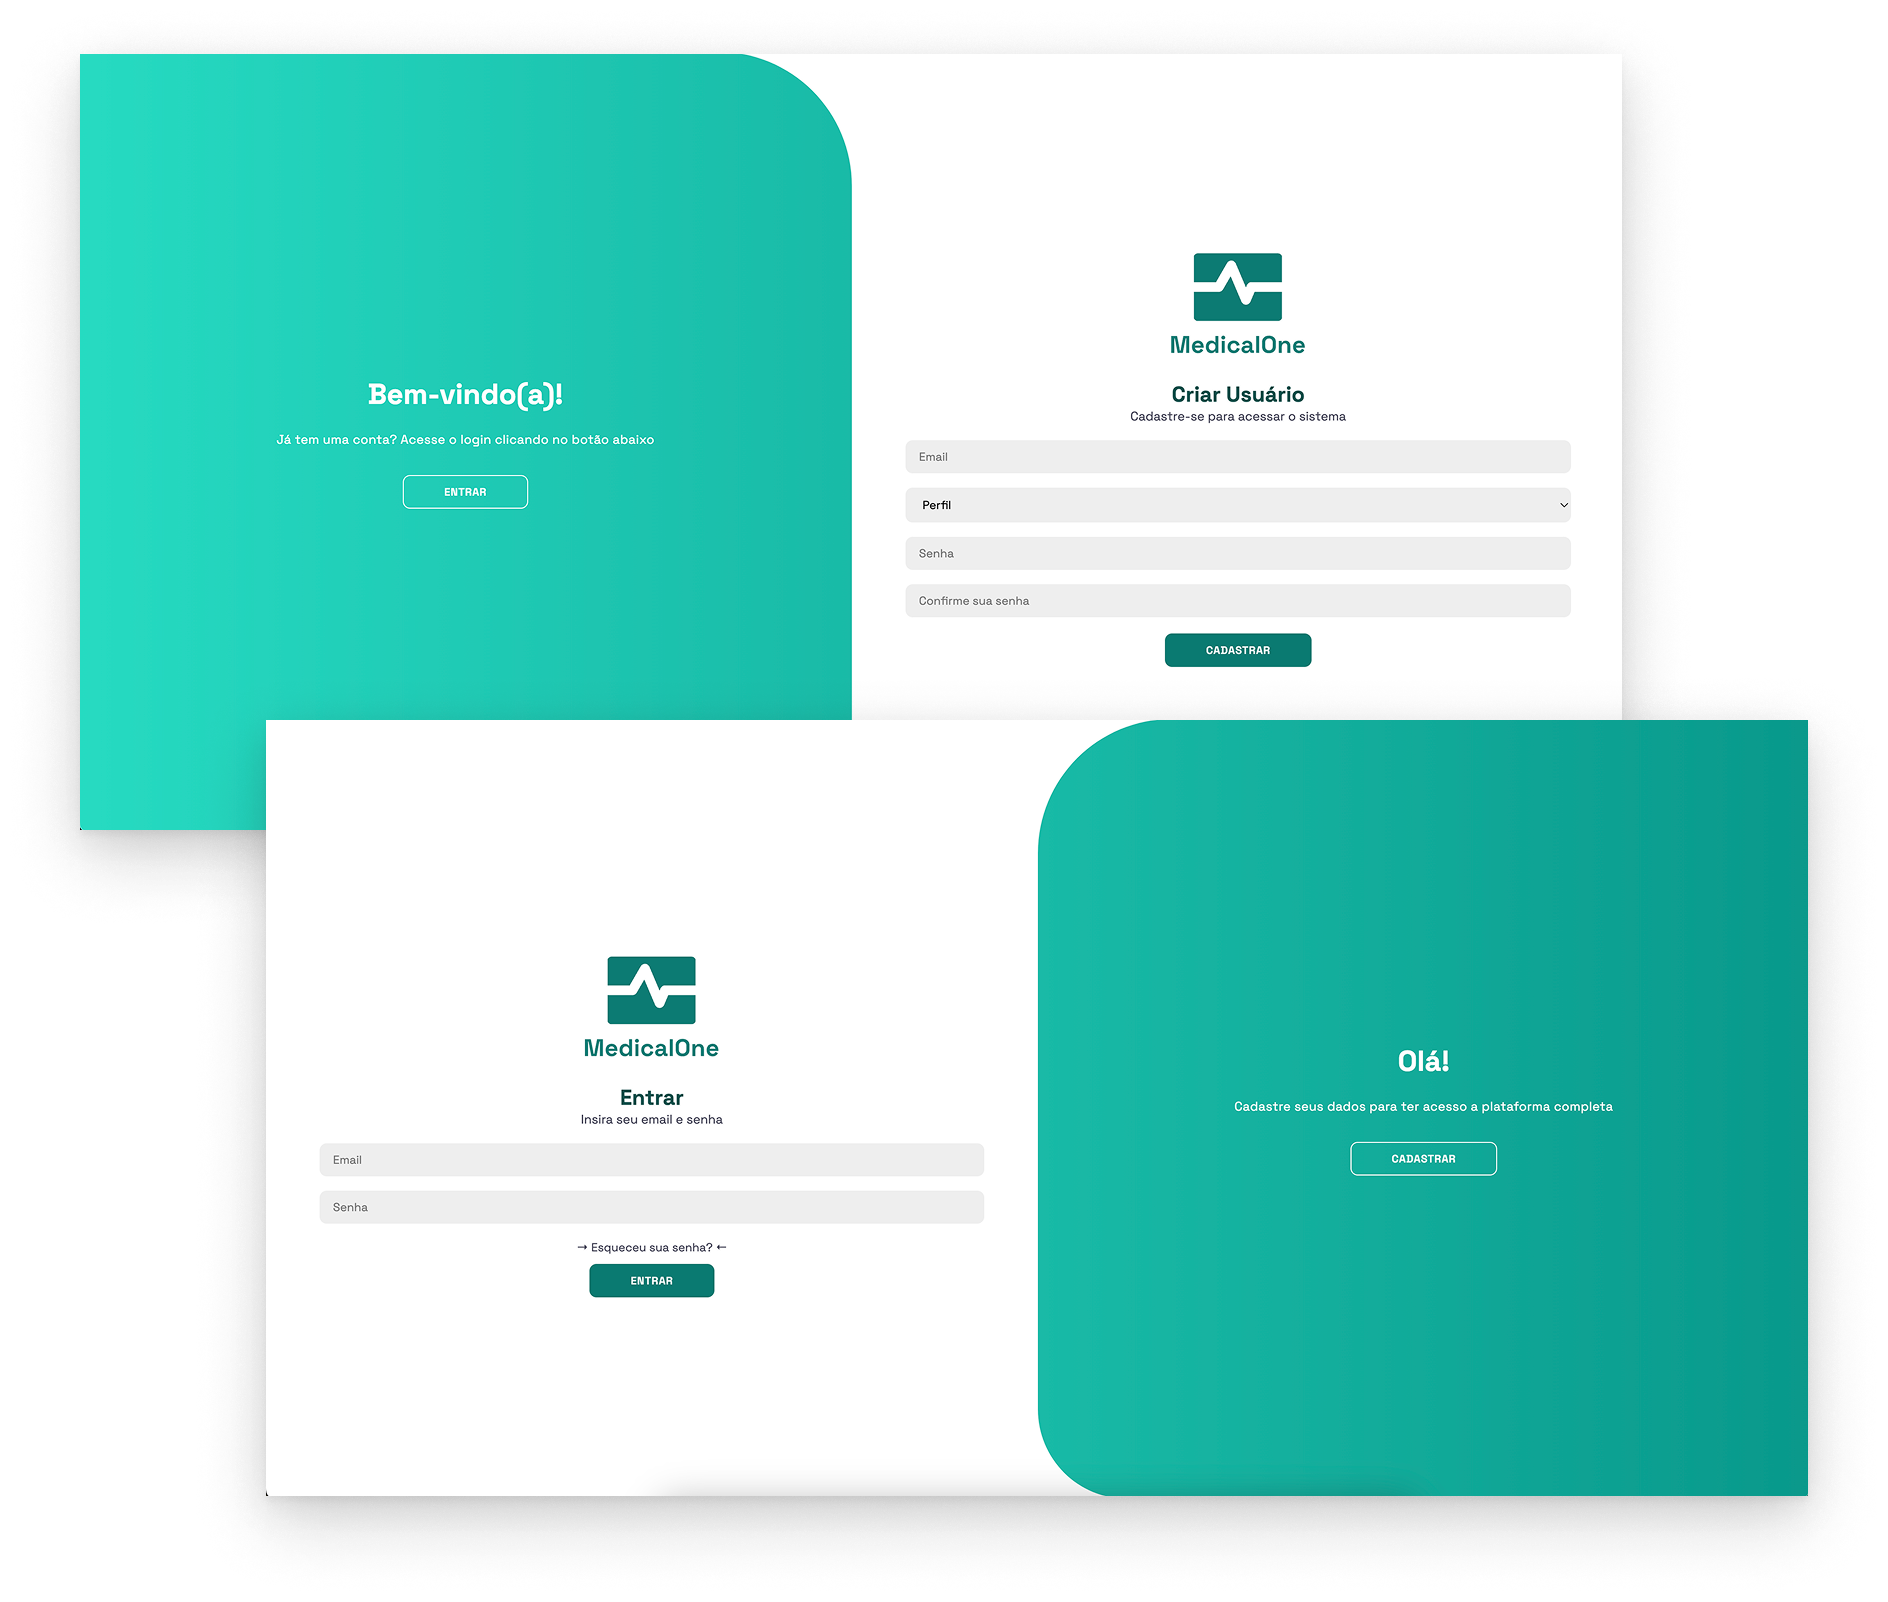 Bem-vindo(a)!
Já tem uma conta? Acesse o login clicando no botão abaixo
ENTRAR
MedicalOne
Criar Usuário
Cadastre-se para acessar o sistema
Email
Perfil
Senha
Confirme sua senha
CADASTRAR
MedicalOne
Entrar
Insira seu email e senha
Email
Senha
→ Esqueceu sua senha? ←
ENTRAR
Olá!
Cadastre seus dados para ter acesso a plataforma completa
CADASTRAR